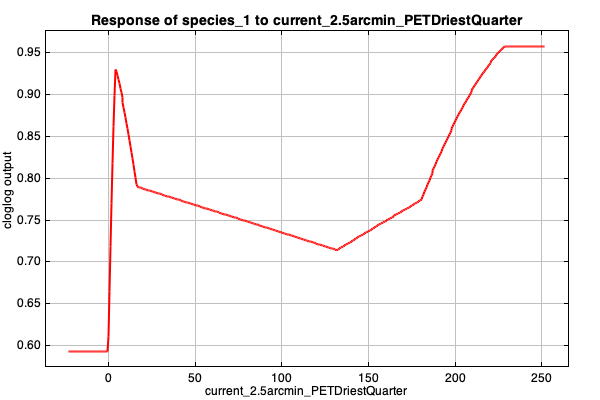 Response of species_1 to current_2.5arcmin_PETDriestQuarter
cloglog output
0.95
0.90
0.85
0.80
0.75
0.70
0.65
0.60
0 50 100 150 200 250
current_2.5arcmin_PETDriestQuarter